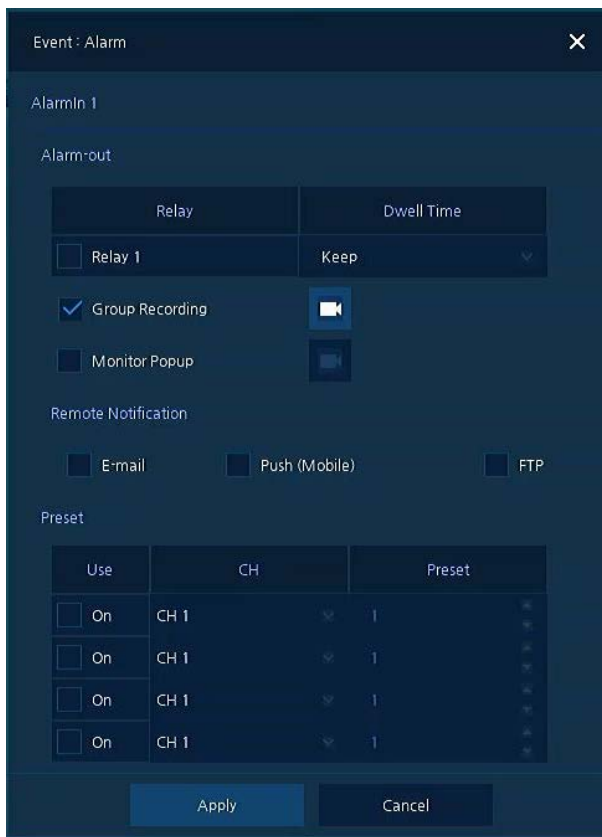 Event : Alarm
AlarmIn 1
Alarm-out
Relay Dwell Time
Relay 1 Keep
Group Recording
Monitor Popup
Remote Notification
E-mail Push (Mobile) FTP
Preset
Use CH Preset
On CH 1 1
On CH 1 1
On CH 1 1
On CH 1 1
Apply Cancel